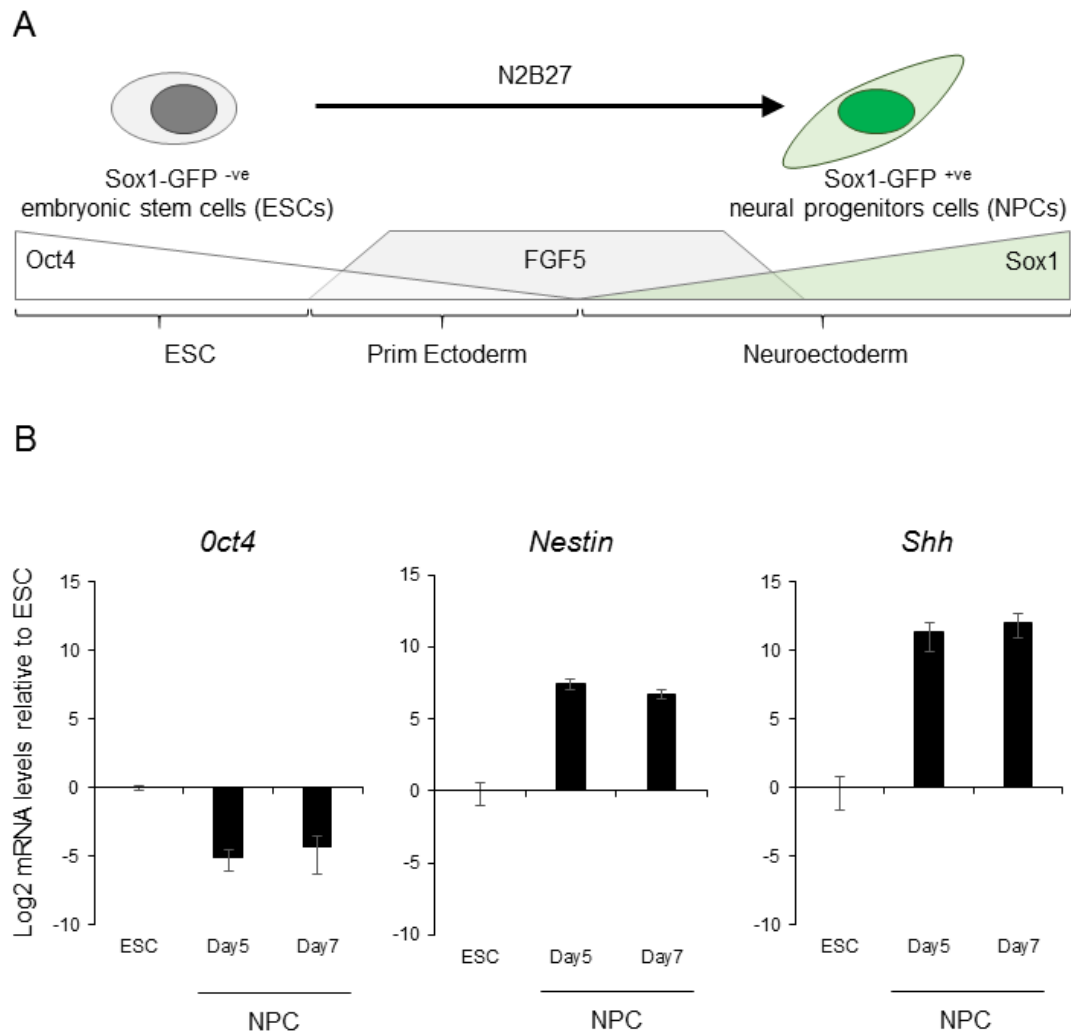 A
N2B27
Sox1-GFP -ve
embryonic stem cells (ESCs)
Sox1-GFP +ve
neural progenitors cells (NPCs)
Oct4
FGF5
Sox1
ESC
Prim Ectoderm
Neuroectoderm
B
Log2 mRNA levels relative to ESC
Oct4
15
10
5
0
-5
-10
ESC
Day5
Day7
NPC
Nestin
15
10
5
0
-5
-10
ESC
Day5
Day7
NPC
Shh
15
10
5
0
-5
-10
ESC
Day5
Day7
NPC